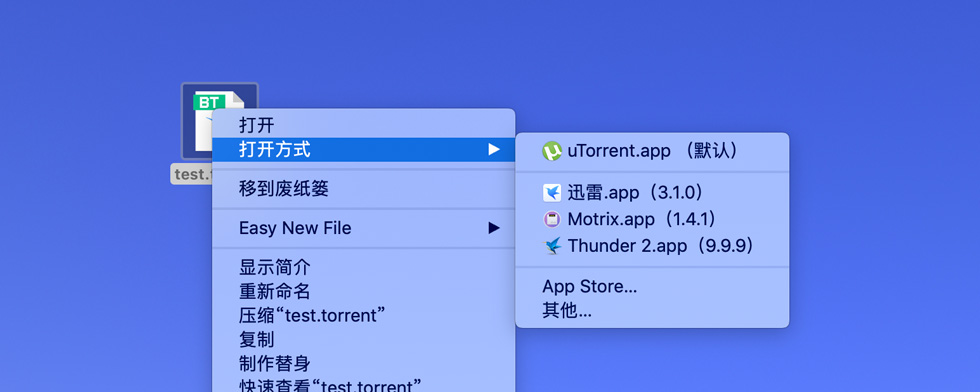 BT
test.t
打开
打开方式
移到废纸篓
Easy New File
显示简介
重新命名
压缩“test.torrent”
复制
制作替身
快速查看“test.torrent”
uTorrent.app （默认）
迅雷.app（3.1.0）
Motrix.app（1.4.1）
Thunder 2.app（9.9.9）
App Store...
其他...